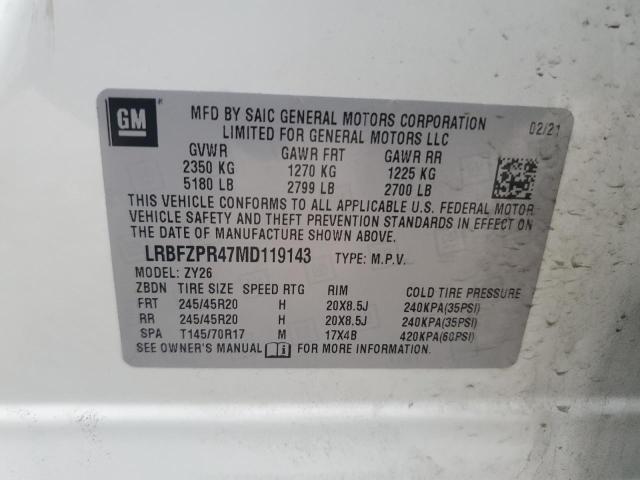 GM
MFD BY SAIC GENERAL MOTORS CORPORATION 02/21
LIMITED FOR GENERAL MOTORS LLC
GVWR GAWR FRT GAWR RR
2350 KG 1270 KG 1225 KG
5180 LB 2799 LB 2700 LB
THIS VEHICLE CONFORMS TO ALL APPLICABLE U.S. FEDERAL MOTOR
VEHICLE SAFETY AND THEFT PREVENTION STANDARDS IN EFFECT ON
THE DATE OF MANUFACTURE SHOWN ABOVE.
LRBFZPR47MD119143 TYPE: M.P.V.
MODEL: ZY26
ZBDN TIRE SIZE SPEED RTG RIM COLD TIRE PRESSURE
FRT 245/45R20 H 20X8.5J 240KPA(35PSI)
RR 245/45R20 H 20X8.5J 240KPA(35PSI)
SPA T145/70R17 M 17X4B 420KPA(60PSI)
SEE OWNER'S MANUAL i FOR MORE INFORMATION.